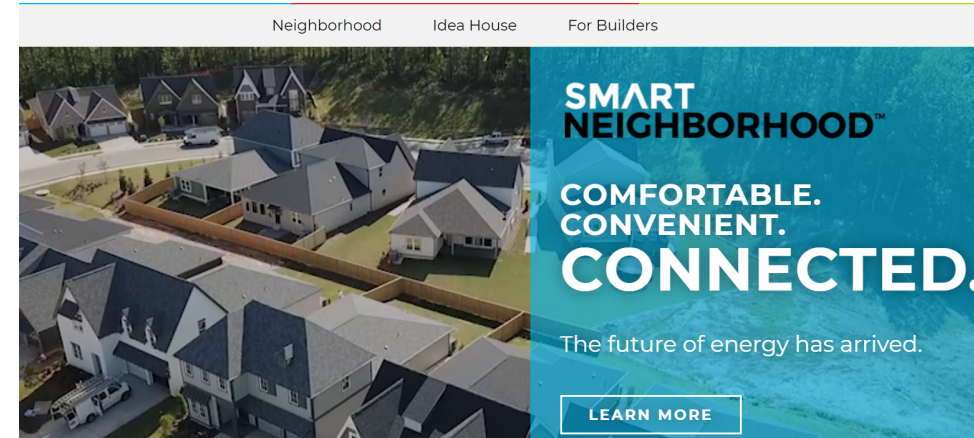 Neighborhood Idea House For Builders
SMART
NEIGHBORHOOD™
COMFORTABLE.
CONVENIENT.
CONNECTED.
The future of energy has arrived.
LEARN MORE